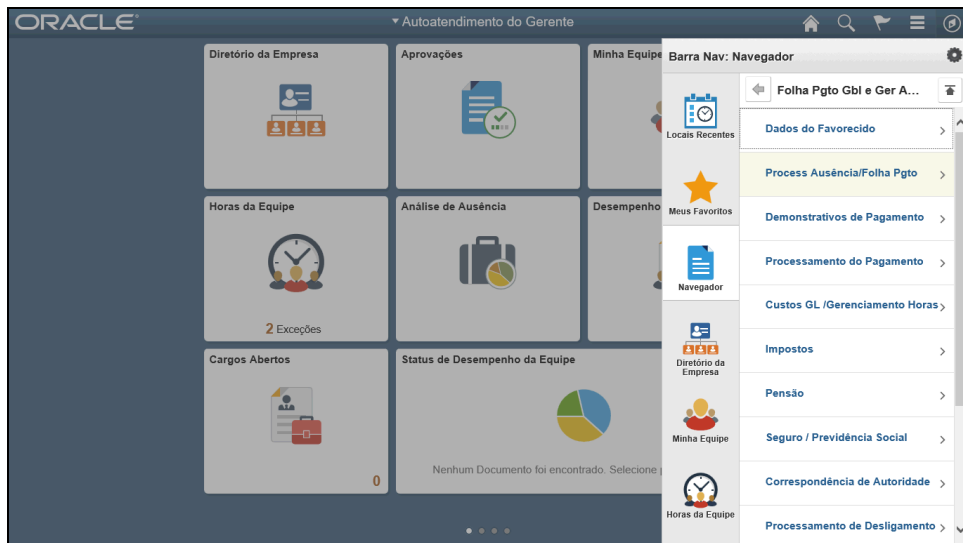 ORACLE
Autoatendimento do Gerente
Diretório da Empresa
Aprovações
Minha Equipe
Horas da Equipe
2 Exceções
Análise de Ausência
Desempenho
Cargos Abertos
0
Status de Desempenho da Equipe
Nenhum Documento foi encontrado. Selecione
Barra Nav: Navegador
Locais Recentes
Meus Favoritos
Navegador
Diretório da
Empresa
Minha Equipe
Horas da Equipe
Folha Pgto Gbl e Ger A...
Dados do Favorecido
Process Ausência/Folha Pgto
Demonstrativos de Pagamento
Processamento do Pagamento
Custos GL /Gerenciamento Horas
Impostos
Pensão
Seguro / Previdência Social
Correspondência de Autoridade
Processamento de Desligamento